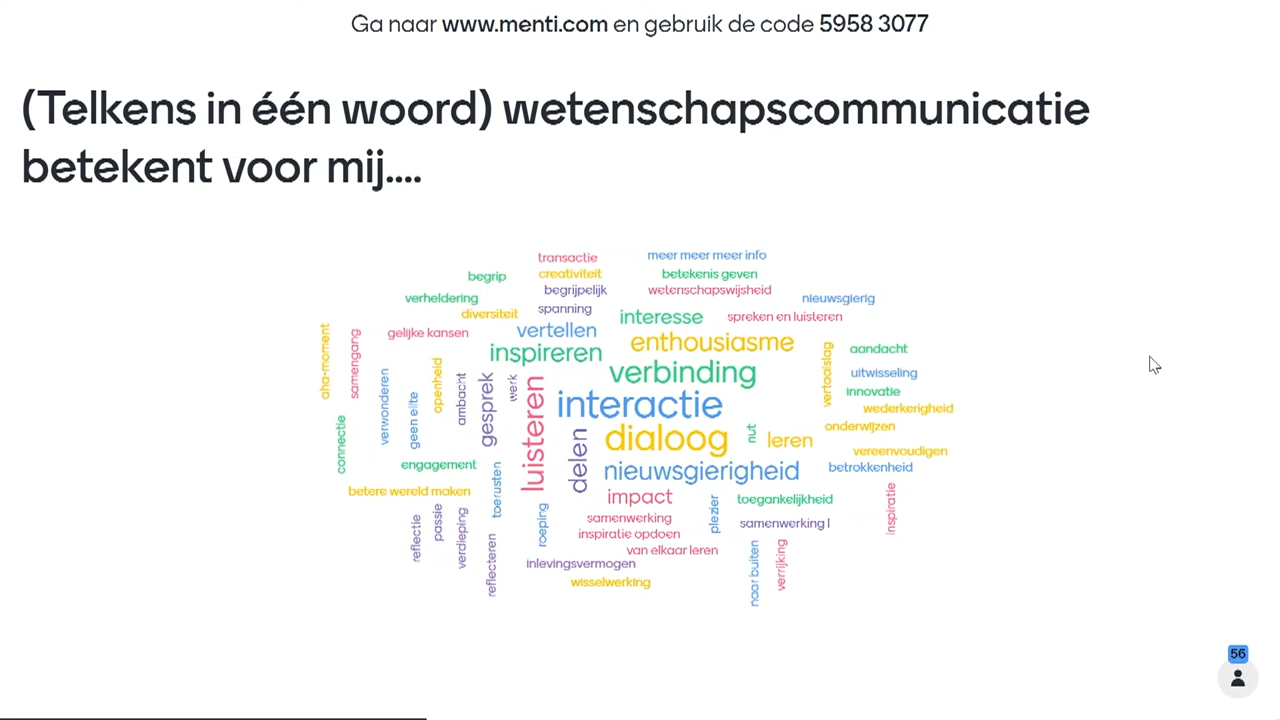 Ga naar www.menti.com en gebruik de code 5958 3077
(Telkens in één woord) wetenschapscommunicatie
betekent voor mij....
transactie
meer meer meer info
begrip
creativiteit
betekenis geven
begrijpelijk
wetenschapswijsheid
verheldering
nieuwsgierig
diversiteit
spanning
interesse
spreken en luisteren
gelijke kansen
vertellen
enthousiasme
inspireren
aha-moment
samengang
verbinding
vertaalslag
aandacht
uitwisseling
verwonderen
geen elite
openheid
ambacht
gesprek
werk
luisteren
interactie
innovatie
wederkerigheid
connectie
delen
dialoog
nut
leren
onderwijzen
vereenvoudigen
engagement
nieuwsgierigheid
betrokkenheid
betere wereld maken
toerusten
impact
plezier
toegankelijkheid
inspiratie
reflectie
passie
verdieping
roeping
samenwerking
samenwerking l
inspiratie opdoen
reflecteren
van elkaar leren
naar buiten
verrijking
inlevingsvermogen
wisselwerking
56